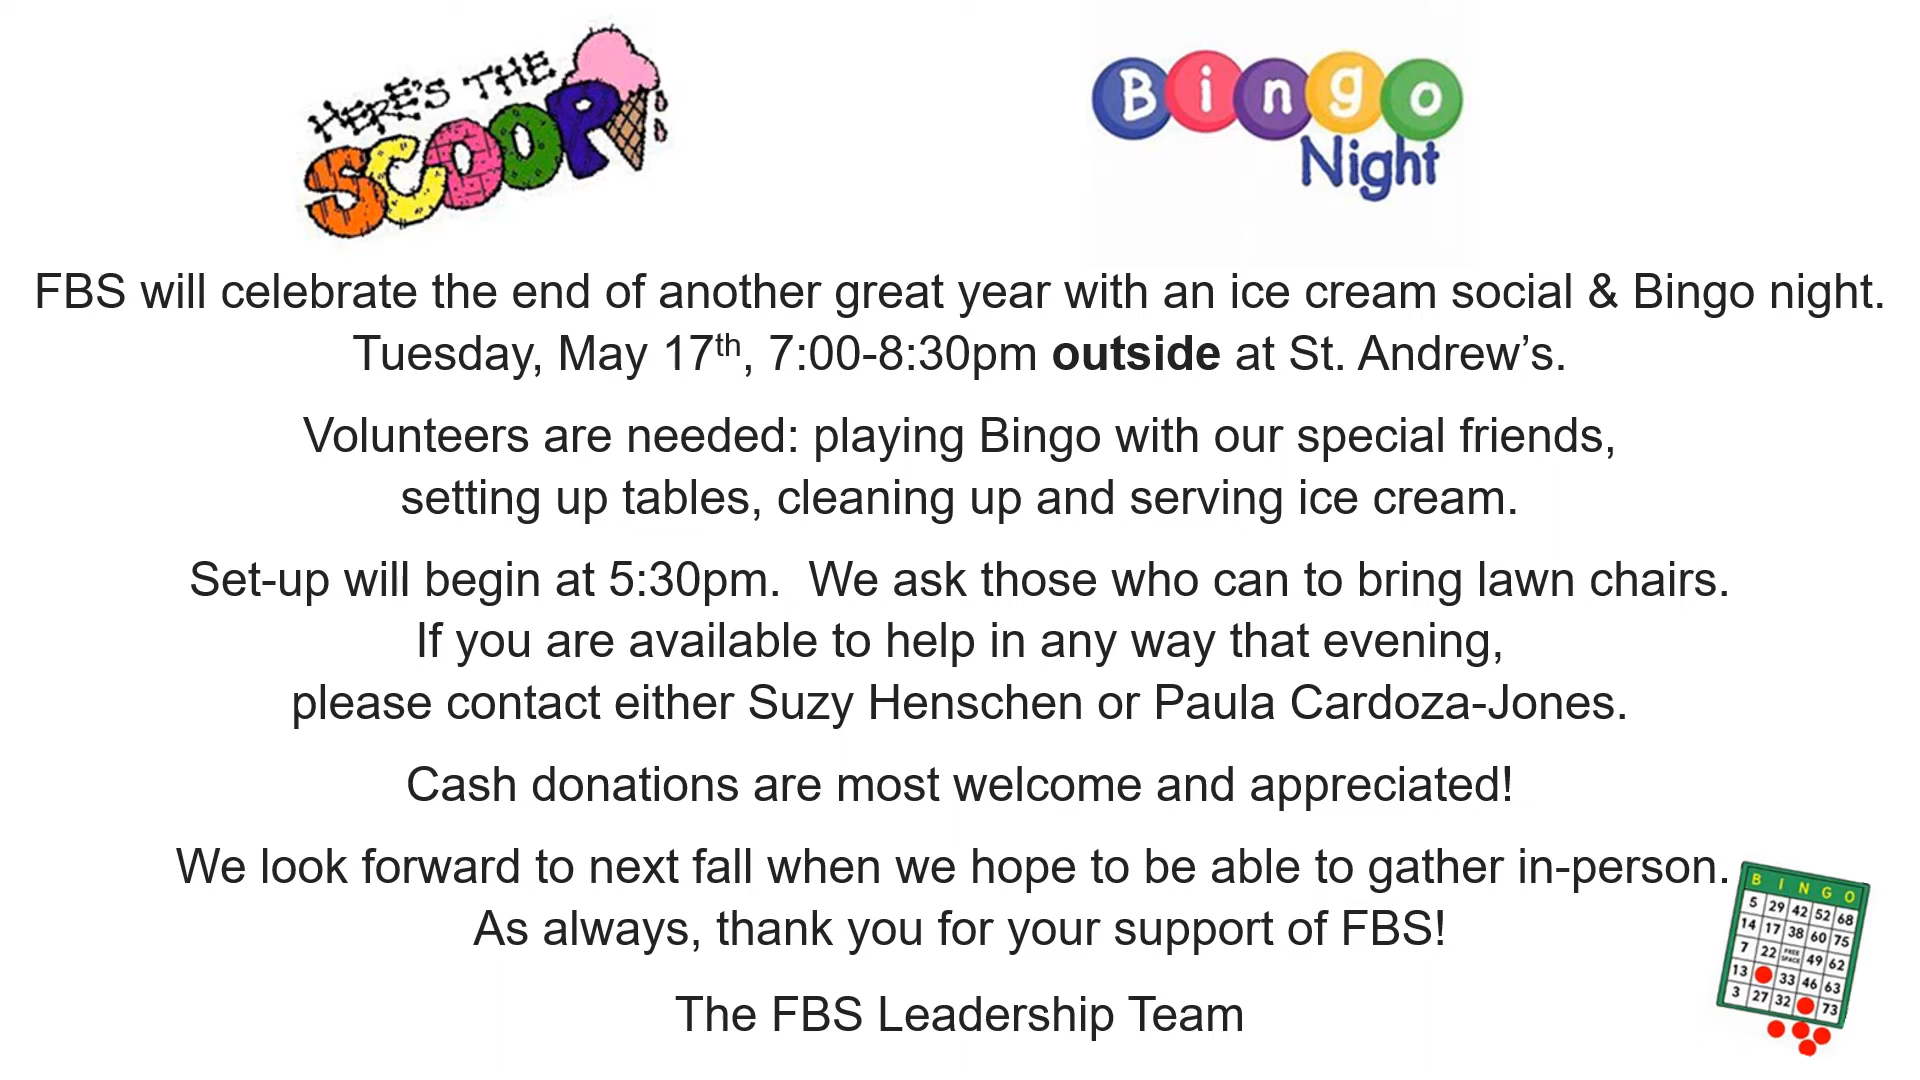 HERE'S THE
SCOOP
Bingo
Night
FBS will celebrate the end of another great year with an ice cream social & Bingo night.
Tuesday, May 17th, 7:00-8:30pm outside at St. Andrew’s.
Volunteers are needed: playing Bingo with our special friends,
setting up tables, cleaning up and serving ice cream.
Set-up will begin at 5:30pm.  We ask those who can to bring lawn chairs.
If you are available to help in any way that evening,
please contact either Suzy Henschen or Paula Cardoza-Jones.
Cash donations are most welcome and appreciated!
We look forward to next fall when we hope to be able to gather in-person.
As always, thank you for your support of FBS!
The FBS Leadership Team
B I N G O
5 29 42 52 68
14 17 38 60 75
7 22 FREE SPACE 49 62
13 33 46 63
3 27 32 73